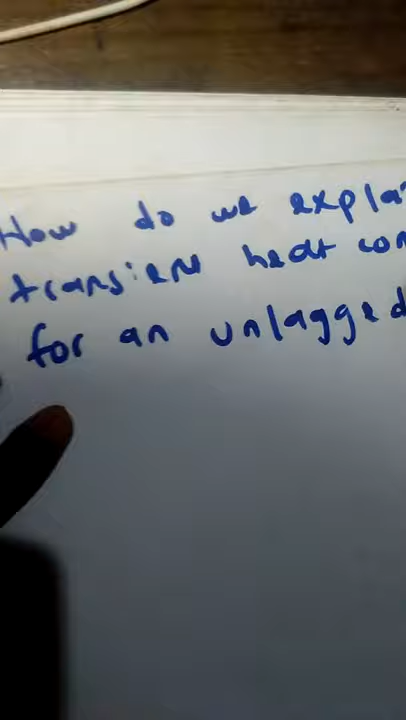 How do we expla
transient heat con
for an unlagged